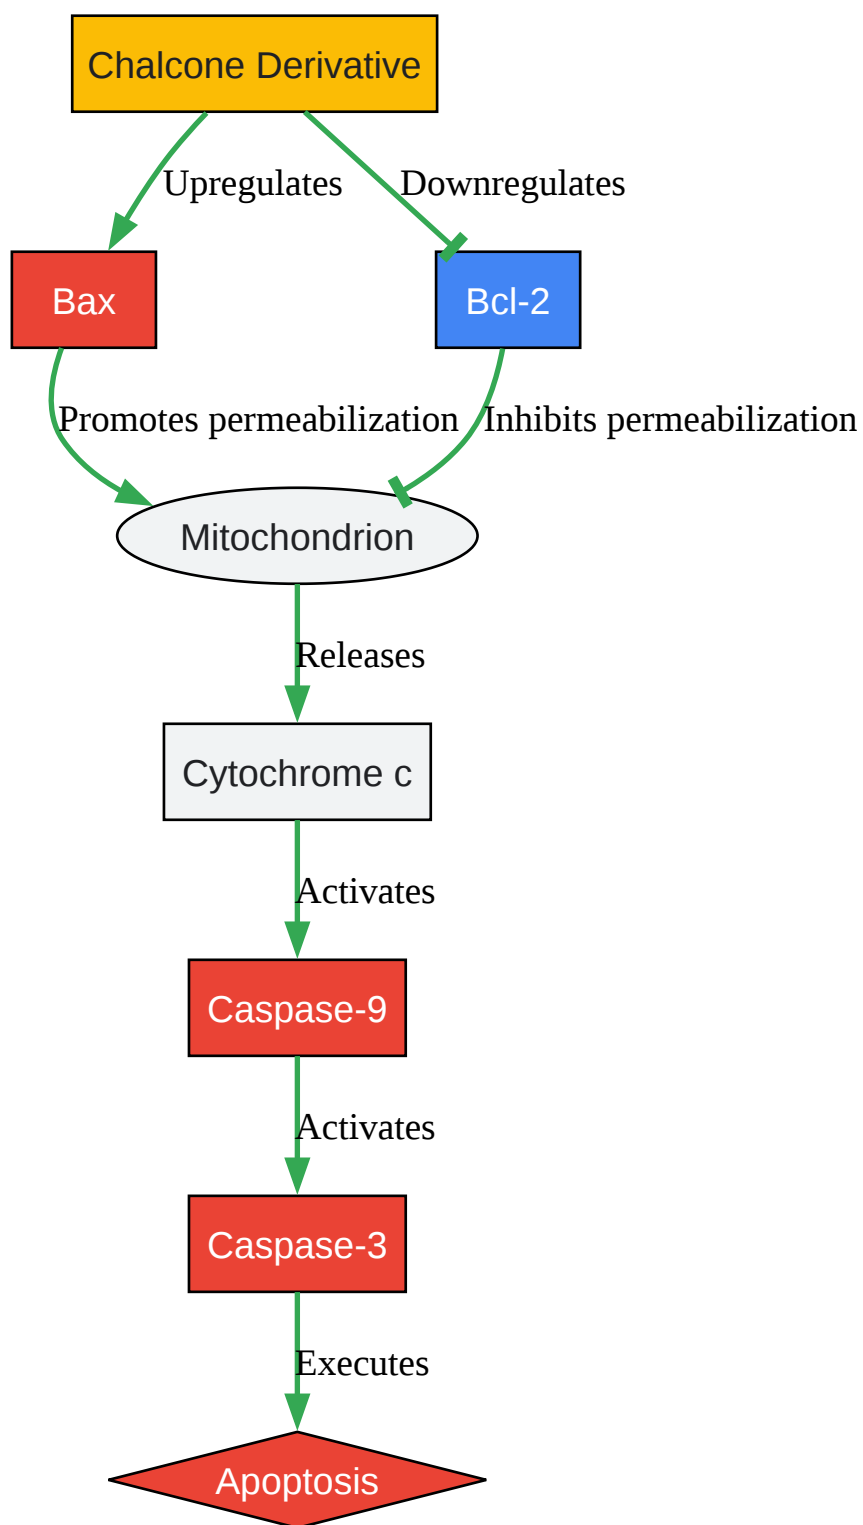 Chalcone Derivative
Upregulates
Downregulates
Bax
Bcl-2
Promotes permeabilization
Inhibits permeabilization
Mitochondrion
Releases
Cytochrome c
Activates
Caspase-9
Activates
Caspase-3
Executes
Apoptosis